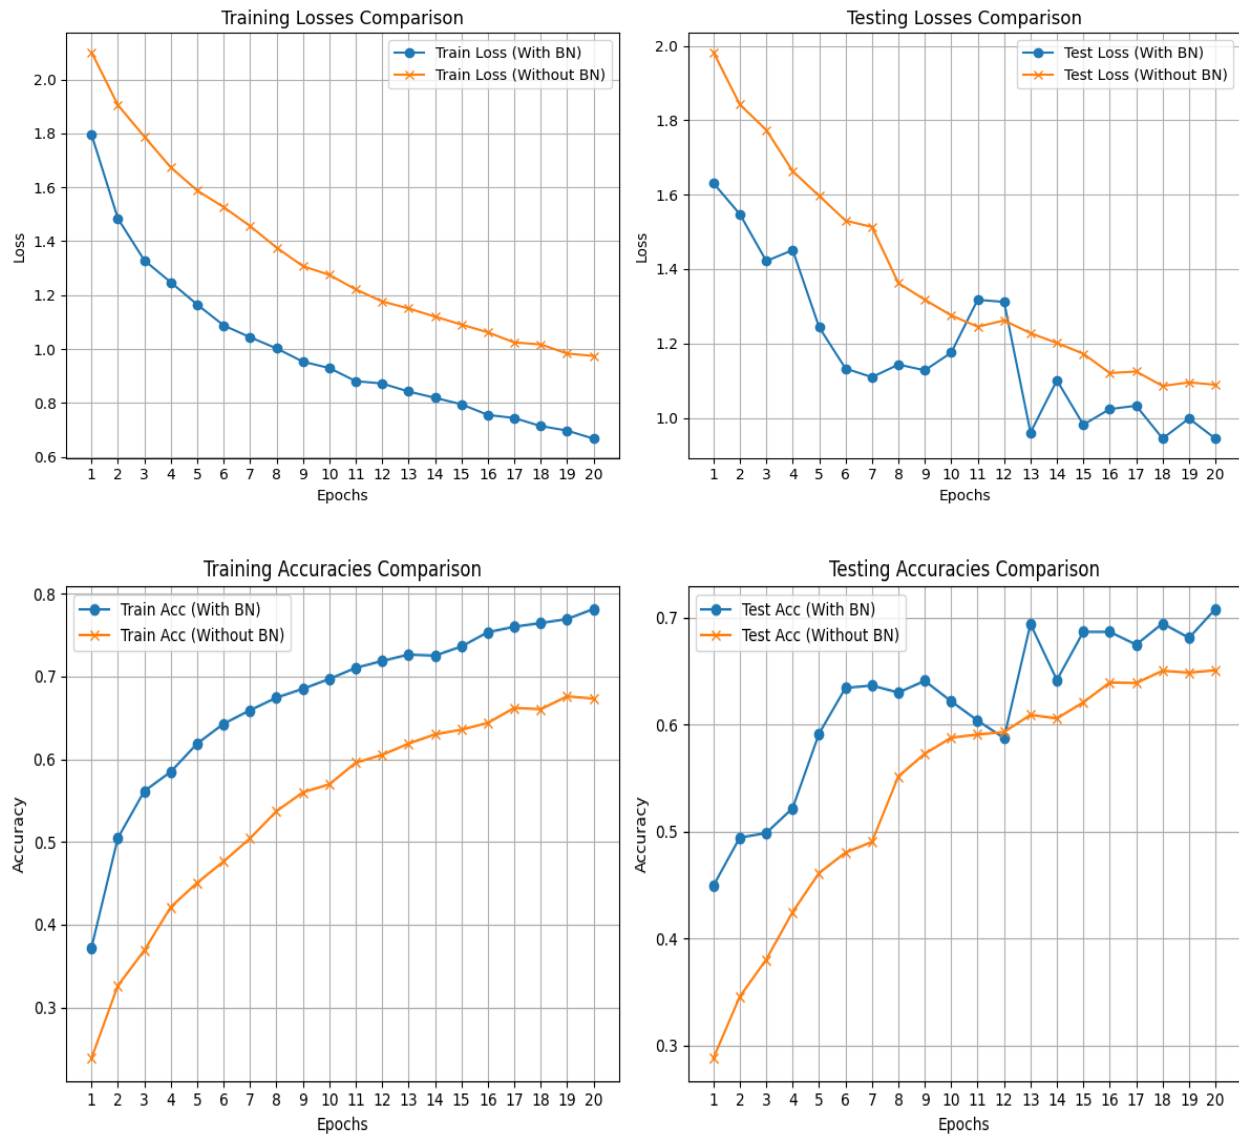 Training Losses Comparison
Train Loss (With BN)
Train Loss (Without BN)
Loss
2.0
1.8
1.6
1.4
1.2
1.0
0.8
0.6
1 2 3 4 5 6 7 8 9 10 11 12 13 14 15 16 17 18 19 20
Epochs
Testing Losses Comparison
Test Loss (With BN)
Test Loss (Without BN)
Loss
2.0
1.8
1.6
1.4
1.2
1.0
1 2 3 4 5 6 7 8 9 10 11 12 13 14 15 16 17 18 19 20
Epochs
Training Accuracies Comparison
Train Acc (With BN)
Train Acc (Without BN)
Accuracy
0.8
0.7
0.6
0.5
0.4
0.3
1 2 3 4 5 6 7 8 9 10 11 12 13 14 15 16 17 18 19 20
Epochs
Testing Accuracies Comparison
Test Acc (With BN)
Test Acc (Without BN)
Accuracy
0.7
0.6
0.5
0.4
0.3
1 2 3 4 5 6 7 8 9 10 11 12 13 14 15 16 17 18 19 20
Epochs